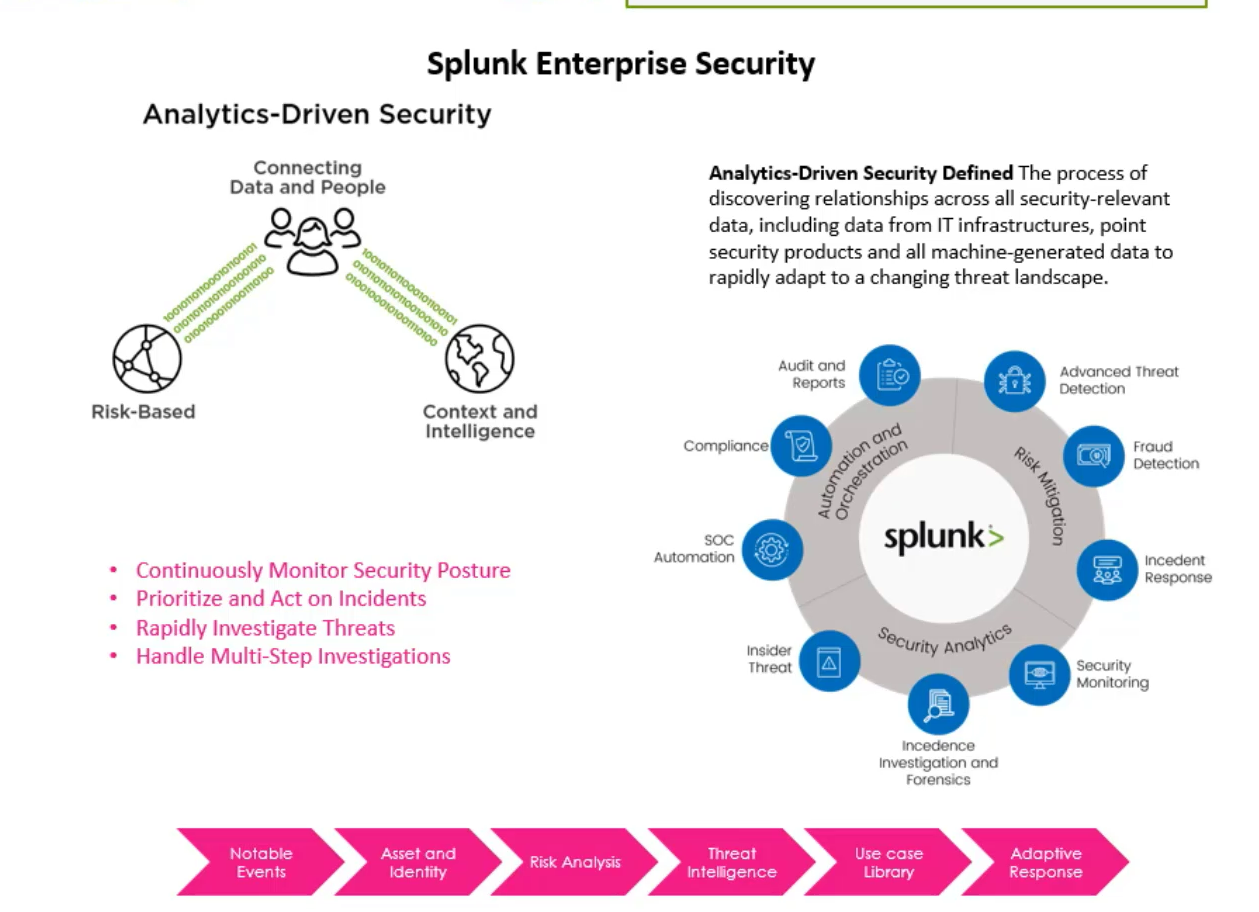 Splunk Enterprise Security
Analytics-Driven Security
Connecting
Data and People
Risk-Based
Context and
Intelligence
Analytics-Driven Security Defined The process of
discovering relationships across all security-relevant
data, including data from IT infrastructures, point
security products and all machine-generated data to
rapidly adapt to a changing threat landscape.
• Continuously Monitor Security Posture
• Prioritize and Act on Incidents
• Rapidly Investigate Threats
• Handle Multi-Step Investigations
Audit and
Reports
Advanced Threat
Detection
Compliance
Fraud
Detection
SOC
Automation
Incedent
Response
Insider
Threat
Security
Monitoring
Incedence
Investigation and
Forensics
Automation and
Orchestration
Risk Mitigation
Security Analytics
splunk>
Notable
Events
Asset and
Identity
Risk Analysis
Threat
Intelligence
Use case
Library
Adaptive
Response